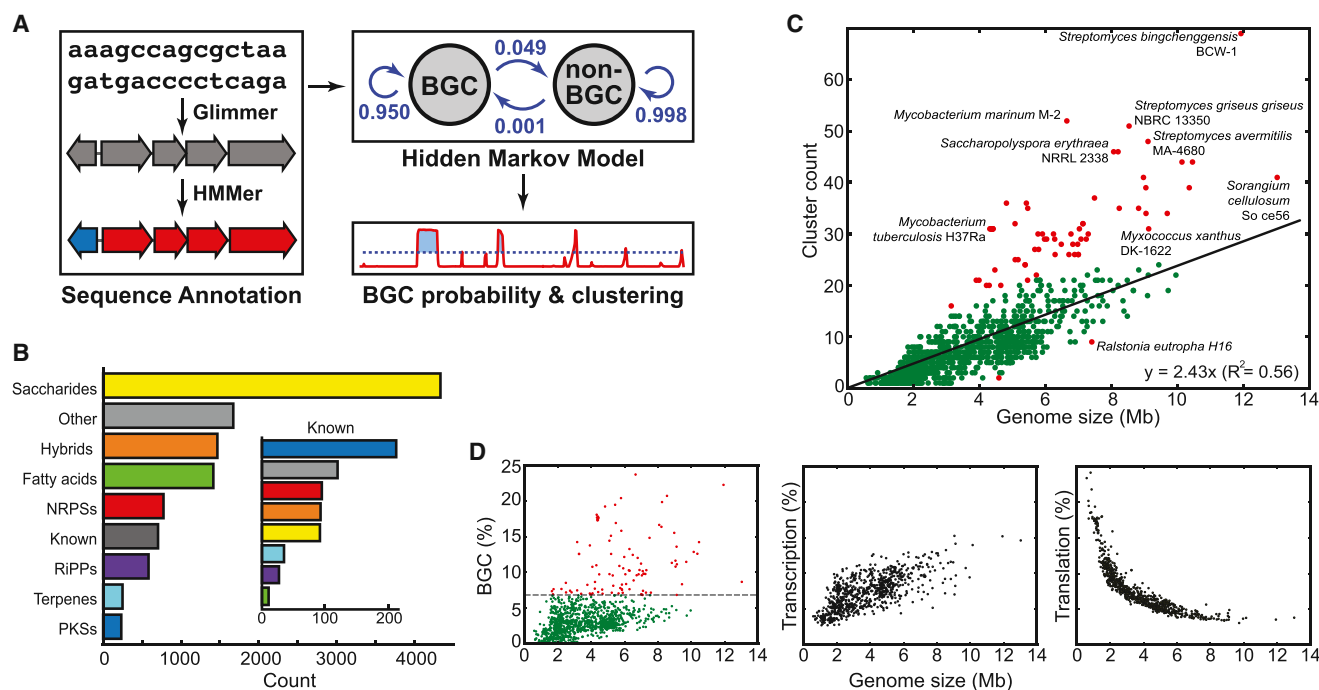 A
aaagccagcgctaa
gatgacccctcaga
Glimmer
HMMer
Sequence Annotation
0.049
BGC
non-
BGC
0.950
0.001
0.998
Hidden Markov Model
BGC probability & clustering
B
Saccharides
Other
Hybrids
Fatty acids
NRPSs
Known
RiPPs
Terpenes
PKSs
0 1000 2000 3000 4000
Count
Known
0 100 200
C
Cluster count
60
50
40
30
20
10
0
0 2 4 6 8 10 12 14
Genome size (Mb)
Streptomyces bingchenggensis
BCW-1
Mycobacterium marinum M-2
Streptomyces griseus griseus
NBRC 13350
Saccharopolyspora erythraea
NRRL 2338
Streptomyces avermitilis
MA-4680
Sorangium
cellulosum
So ce56
Mycobacterium
tuberculosis H37Ra
Myxococcus xanthus
DK-1622
Ralstonia eutropha H16
y = 2.43x (R2= 0.56)
D
BGC (%)
25
20
15
10
5
0
0 2 4 6 8 10 12 14
Transcription (%)
0 2 4 6 8 10 12 14
Genome size (Mb)
Translation (%)
0 2 4 6 8 10 12 14